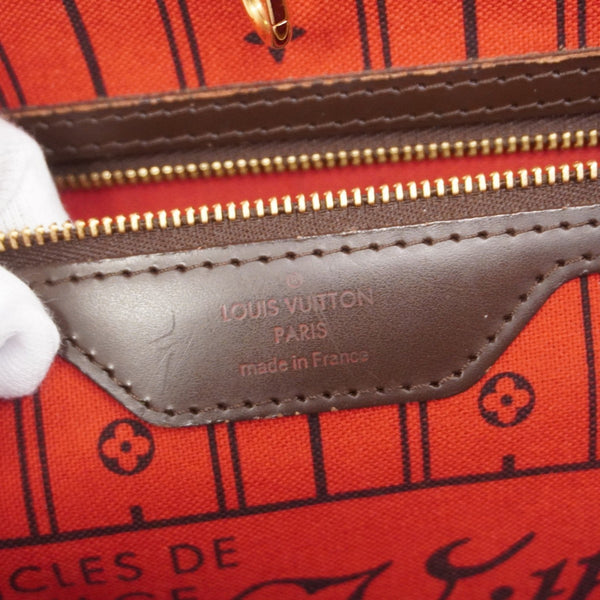 LOUIS VUITTON
PARIS
made in France
CLES DE